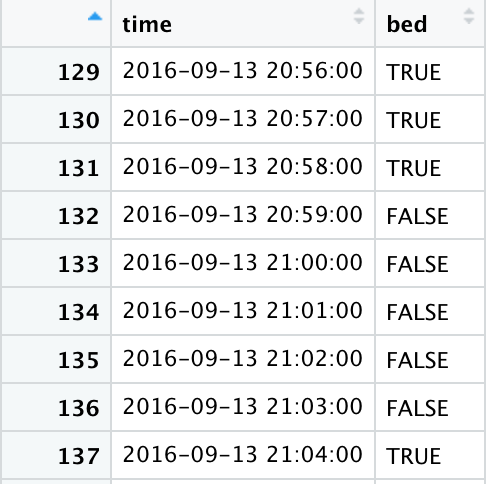 time bed
129 2016-09-13 20:56:00 TRUE
130 2016-09-13 20:57:00 TRUE
131 2016-09-13 20:58:00 TRUE
132 2016-09-13 20:59:00 FALSE
133 2016-09-13 21:00:00 FALSE
134 2016-09-13 21:01:00 FALSE
135 2016-09-13 21:02:00 FALSE
136 2016-09-13 21:03:00 FALSE
137 2016-09-13 21:04:00 TRUE